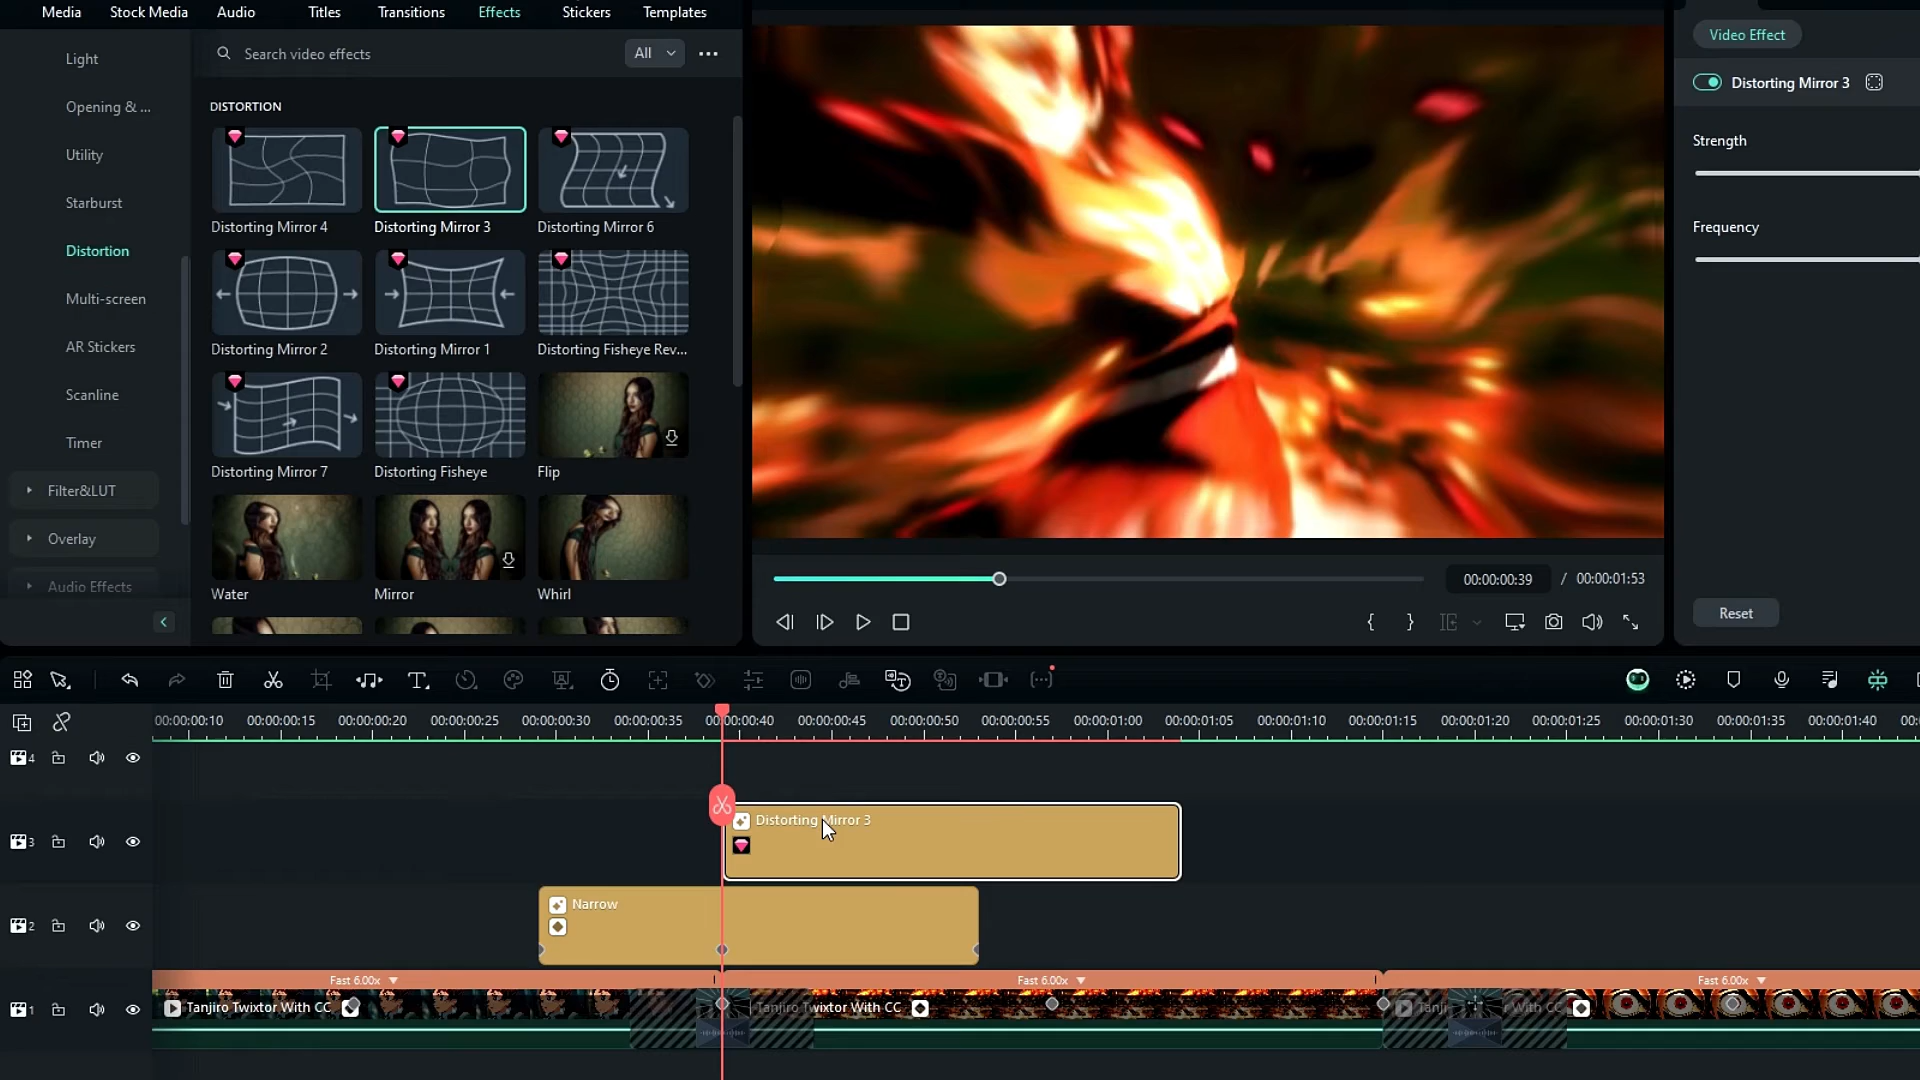 Media Stock Media Audio Titles Transitions Effects Stickers Templates
Light
Opening & ...
Utility
Starburst
Distortion
Multi-screen
AR Stickers
Scanline
Timer
Filter&LUT
Overlay
Audio Effects
Search video effects
All
DISTORTION
Distorting Mirror 4
Distorting Mirror 3
Distorting Mirror 6
Distorting Mirror 2
Distorting Mirror 1
Distorting Fisheye Rev...
Distorting Mirror 7
Distorting Fisheye
Flip
Water
Mirror
Whirl
00:00:00:39 / 00:00:01:53
Video Effect
Distorting Mirror 3
Strength
Frequency
Reset
00:00:00:10 00:00:00:15 00:00:00:20 00:00:00:25 00:00:00:30 00:00:00:35 00:00:00:40 00:00:00:45 00:00:00:50 00:00:00:55 00:00:01:00 00:00:01:05 00:00:01:10 00:00:01:15 00:00:01:20 00:00:01:25 00:00:01:30 00:00:01:35 00:00:01:40 00:
4
3
Distorting Mirror 3
2
Narrow
Fast 6.00x Fast 6.00x Fast 6.00x
1
Tanjiro Twixtor With CC Tanjiro Twixtor With CC Tanji r With CC